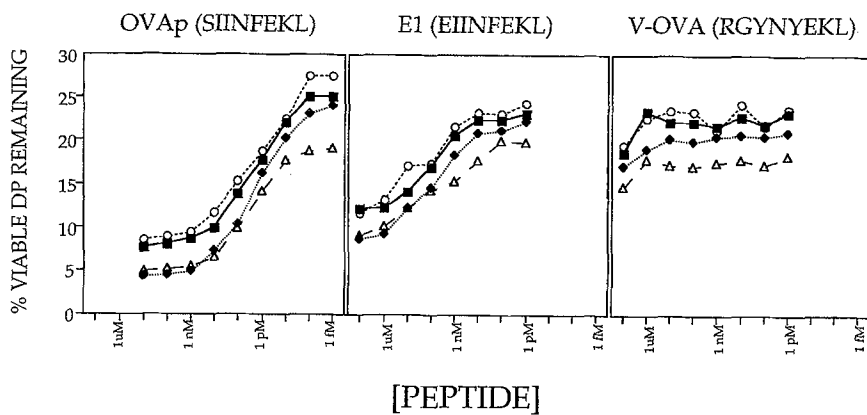 OVAp (SIINFEKL)
E1 (EIINFEKL)
V-OVA (RGYNYEKL)
% VIABLE DP REMAINING
30
25
20
15
10
5
0
1uM
1 nM
1 pM
1 fM
1uM
1 nM
1 pM
1 fM
1uM
1 nM
1 pM
1 fM
[PEPTIDE]